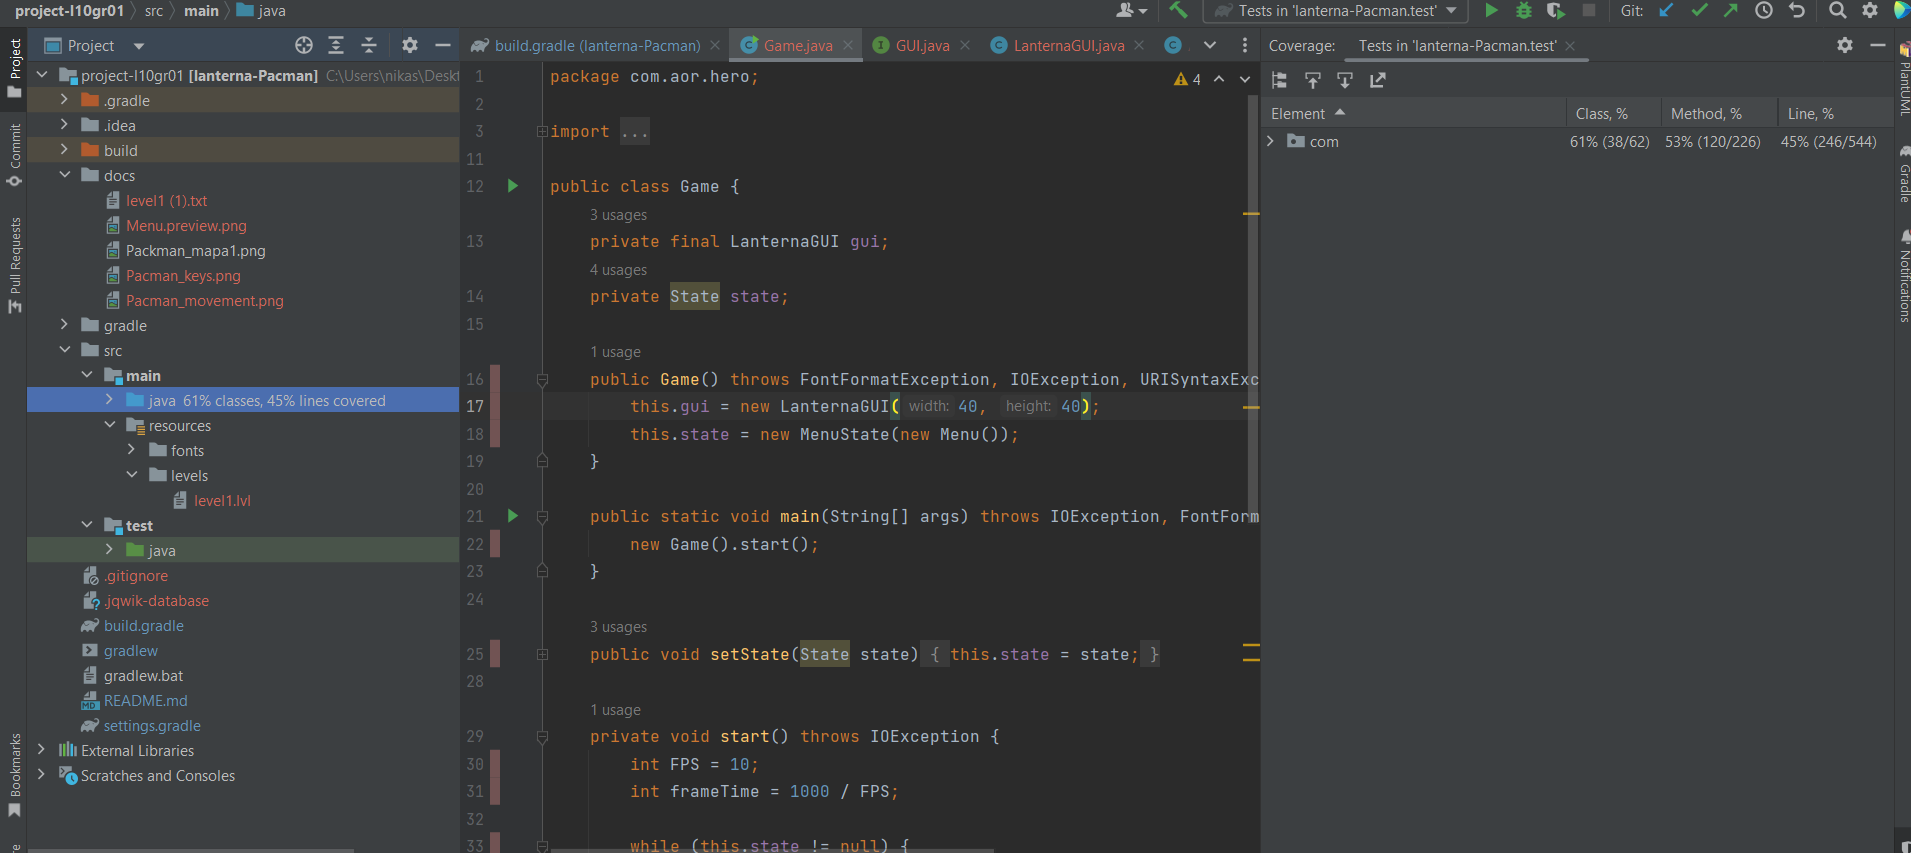 project-l10gr01 src main java
Tests in 'lanterna-Pacman.test'
Git:
Project
Commit
Pull Requests
Bookmarks
Project
project-l10gr01 [lanterna-Pacman] C:\Users\nikas\Deskt
.gradle
.idea
build
docs
level1 (1).txt
Menu.preview.png
Packman_mapa1.png
Pacman_keys.png
Pacman_movement.png
gradle
src
main
java 61% classes, 45% lines covered
resources
fonts
levels
level1.lvl
test
java
.gitignore
.jqwik-database
build.gradle
gradlew
gradlew.bat
README.md
settings.gradle
External Libraries
Scratches and Consoles
build.gradle (lanterna-Pacman) Game.java GUI.java LanternaGUI.java
4
1 package com.aor.hero;
2
3 import ...
11
12 public class Game {
3 usages
13 private final LanternaGUI gui;
4 usages
14 private State state;
15
1 usage
16 public Game() throws FontFormatException, IOException, URISyntaxExc
17 this.gui = new LanternaGUI( width: 40, height: 40);
18 this.state = new MenuState(new Menu());
19 }
20
21 public static void main(String[] args) throws IOException, FontForm
22 new Game().start();
23 }
24
3 usages
25 public void setState(State state) { this.state = state; }
28
1 usage
29 private void start() throws IOException {
30 int FPS = 10;
31 int frameTime = 1000 / FPS;
32
33 while (this.state != null) {
Coverage: Tests in 'lanterna-Pacman.test'
Element Class, % Method, % Line, %
com 61% (38/62) 53% (120/226) 45% (246/544)
PlantUML
Gradle
Notifications